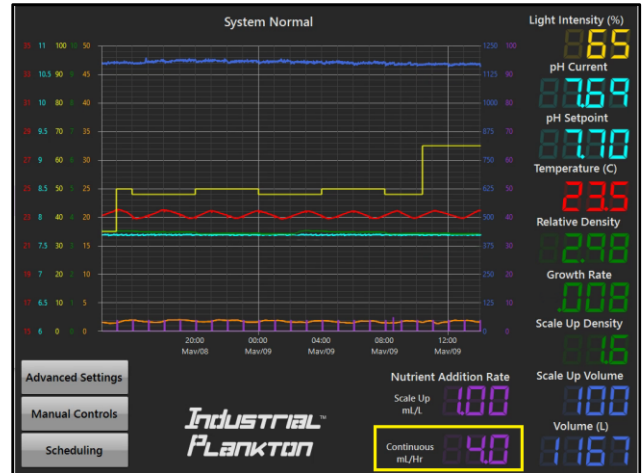 System Normal
Light Intensity (%)
65
pH Current
7.69
pH Setpoint
7.70
Temperature (C)
23.5
Relative Density
2.98
Growth Rate
.008
Scale Up Density
1.6
Scale Up Volume
100
Volume (L)
1167
35 11 100 10 50
33 10.5 90 9 45
31 10 80 8 40
29 9.5 70 7 35
27 9 60 6 30
25 8.5 50 5 25
23 8 40 4 20
21 7.5 30 3 15
19 7 20 2 10
17 6.5 10 1 5
15 6 0 0 0
1250 100
1125 90
1000 80
875 70
750 60
625 50
500 40
375 30
250 20
125 10
0 0
20:00 00:00 04:00 08:00 12:00
May/08 May/09 May/09 May/09 May/09
Advanced Settings
Manual Controls
Scheduling
Industrial™
Plankton
Nutrient Addition Rate
Scale Up
mL/L
1.00
Continuous
mL/Hr
4.0